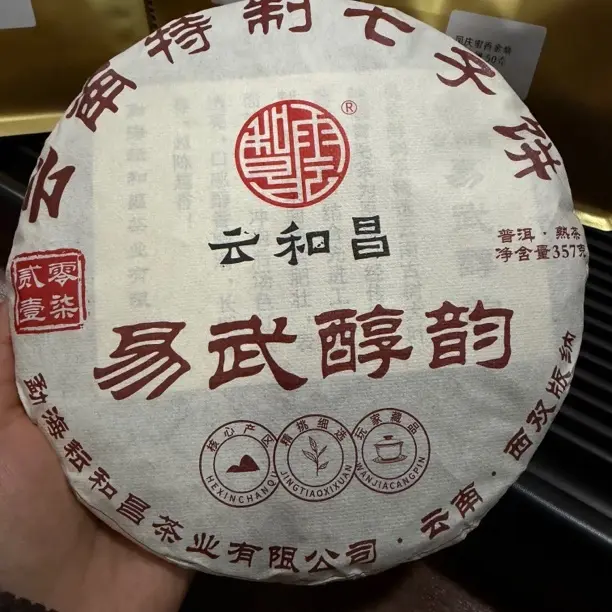 云南特制七子饼
®
云和昌
普洱·熟茶
净含量357克
零柒
贰壹
易武醇韵
核心产区
HEXINCHANQU
精挑细选
JINGTIAOXIXUAN
玩家藏品
WANJIACANGPIN
勐海耘和昌茶业有限公司·云南·西双版纳